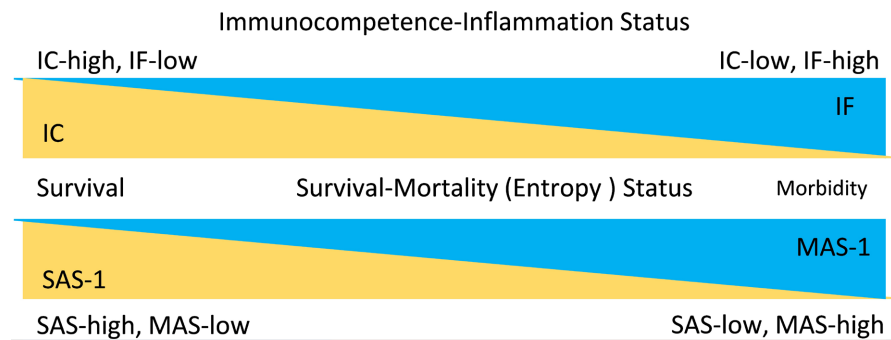 Immunocompetence-Inflammation Status
IC-high, IF-low IC-low, IF-high
IF
IC
Survival Survival-Mortality (Entropy ) Status Morbidity
MAS-1
SAS-1
SAS-high, MAS-low SAS-low, MAS-high